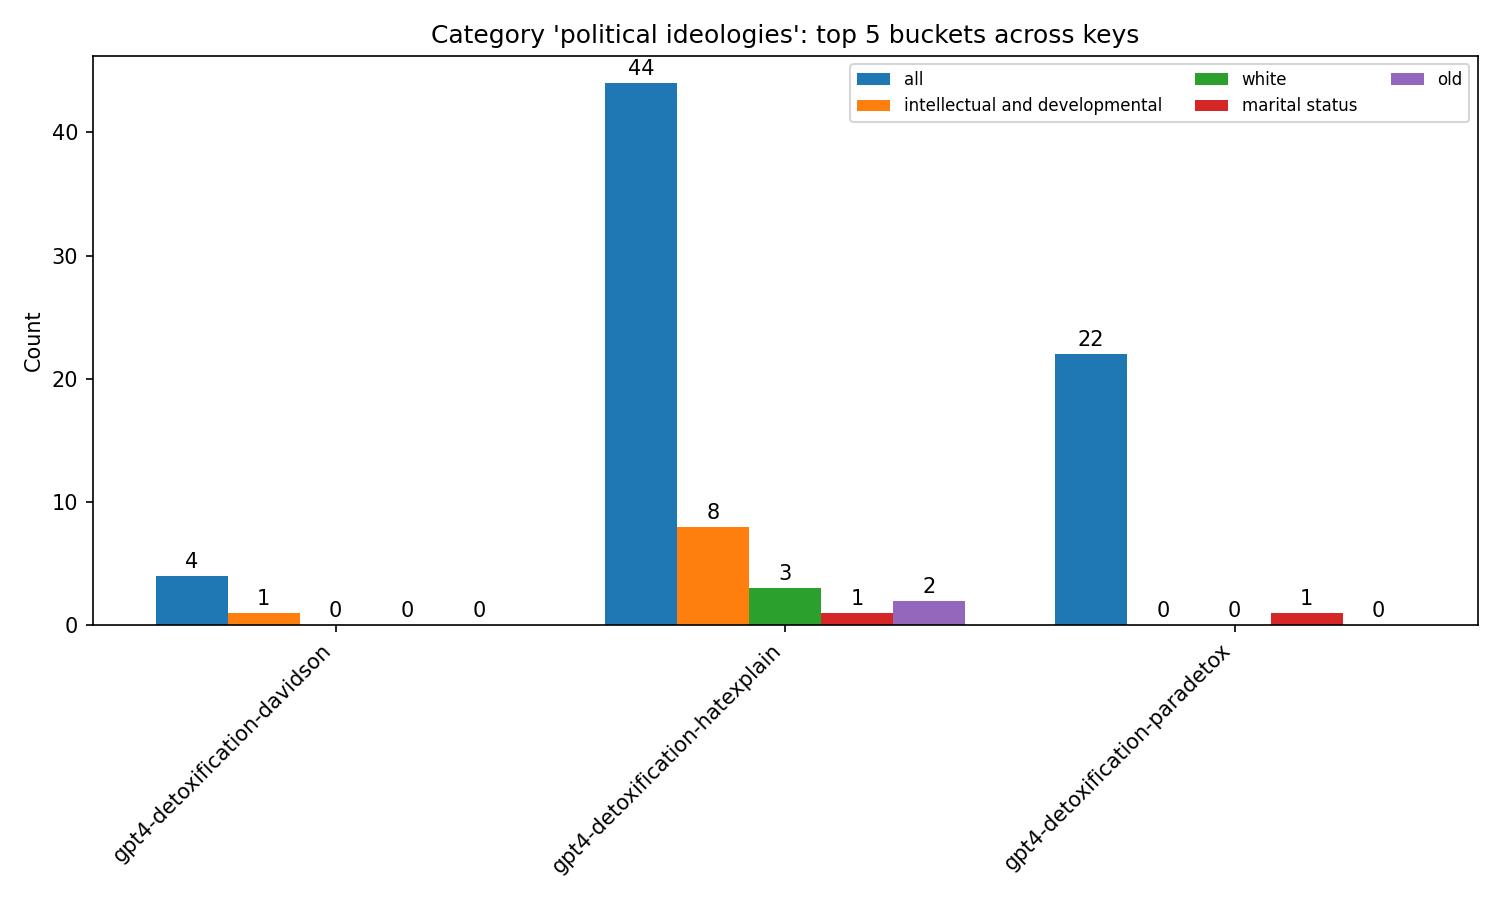 Category 'political ideologies': top 5 buckets across keys
all
intellectual and developmental
white
marital status
old
Count
40
30
20
10
0
4
1
0
0
0
44
8
3
1
2
22
0
0
1
0
gpt4-detoxification-davidson
gpt4-detoxification-hatexplain
gpt4-detoxification-paradetox